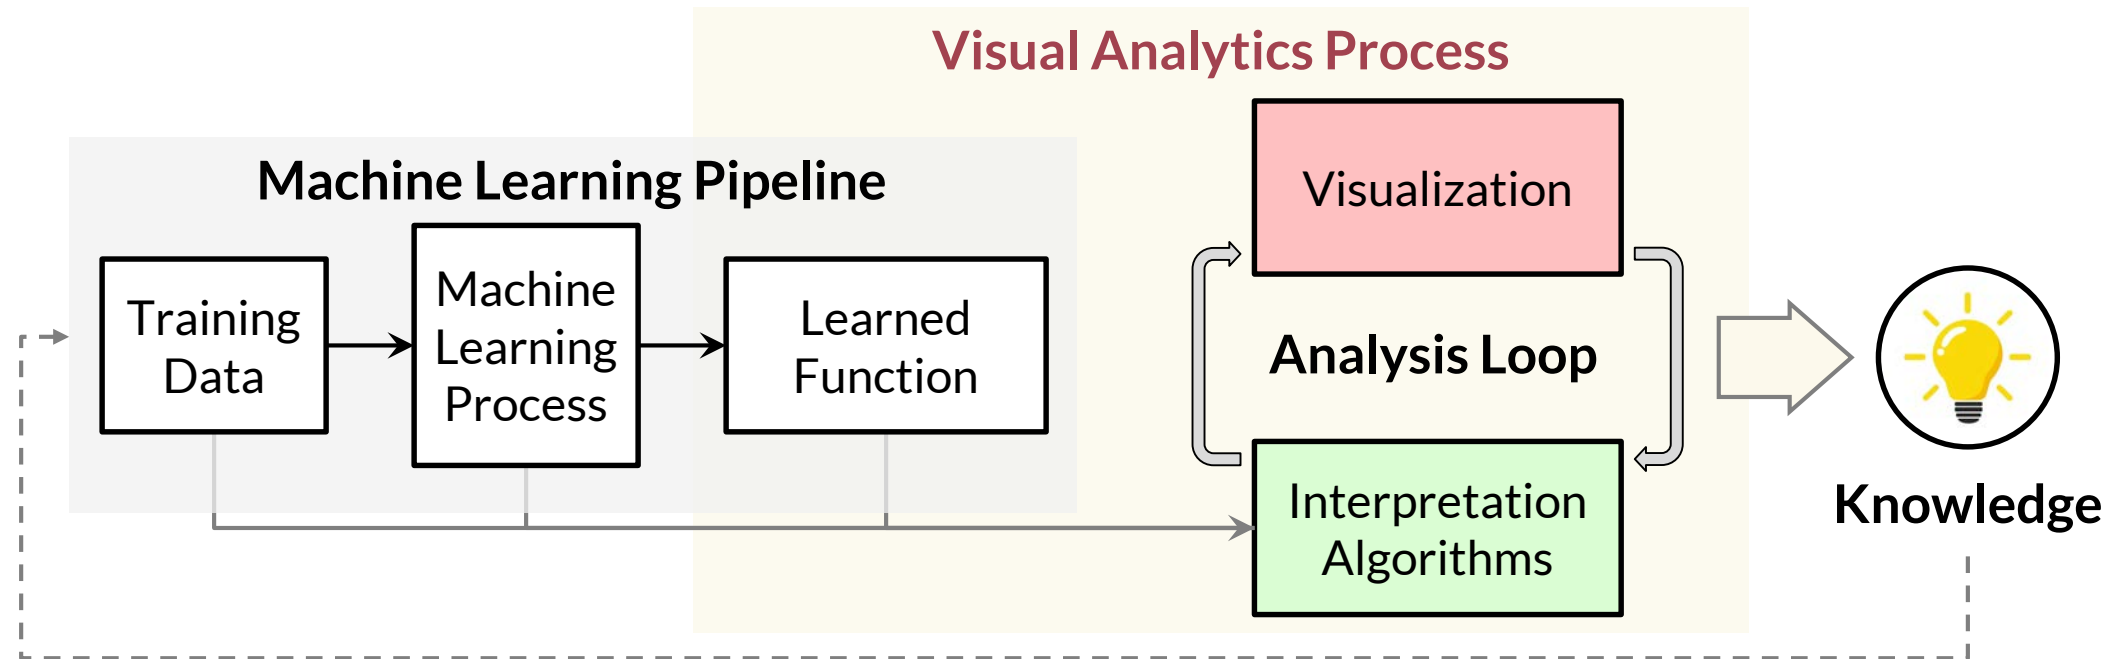 Visual Analytics Process
Machine Learning Pipeline
Training
Data
Machine
Learning
Process
Learned
Function
Visualization
Analysis Loop
Interpretation
Algorithms
Knowledge